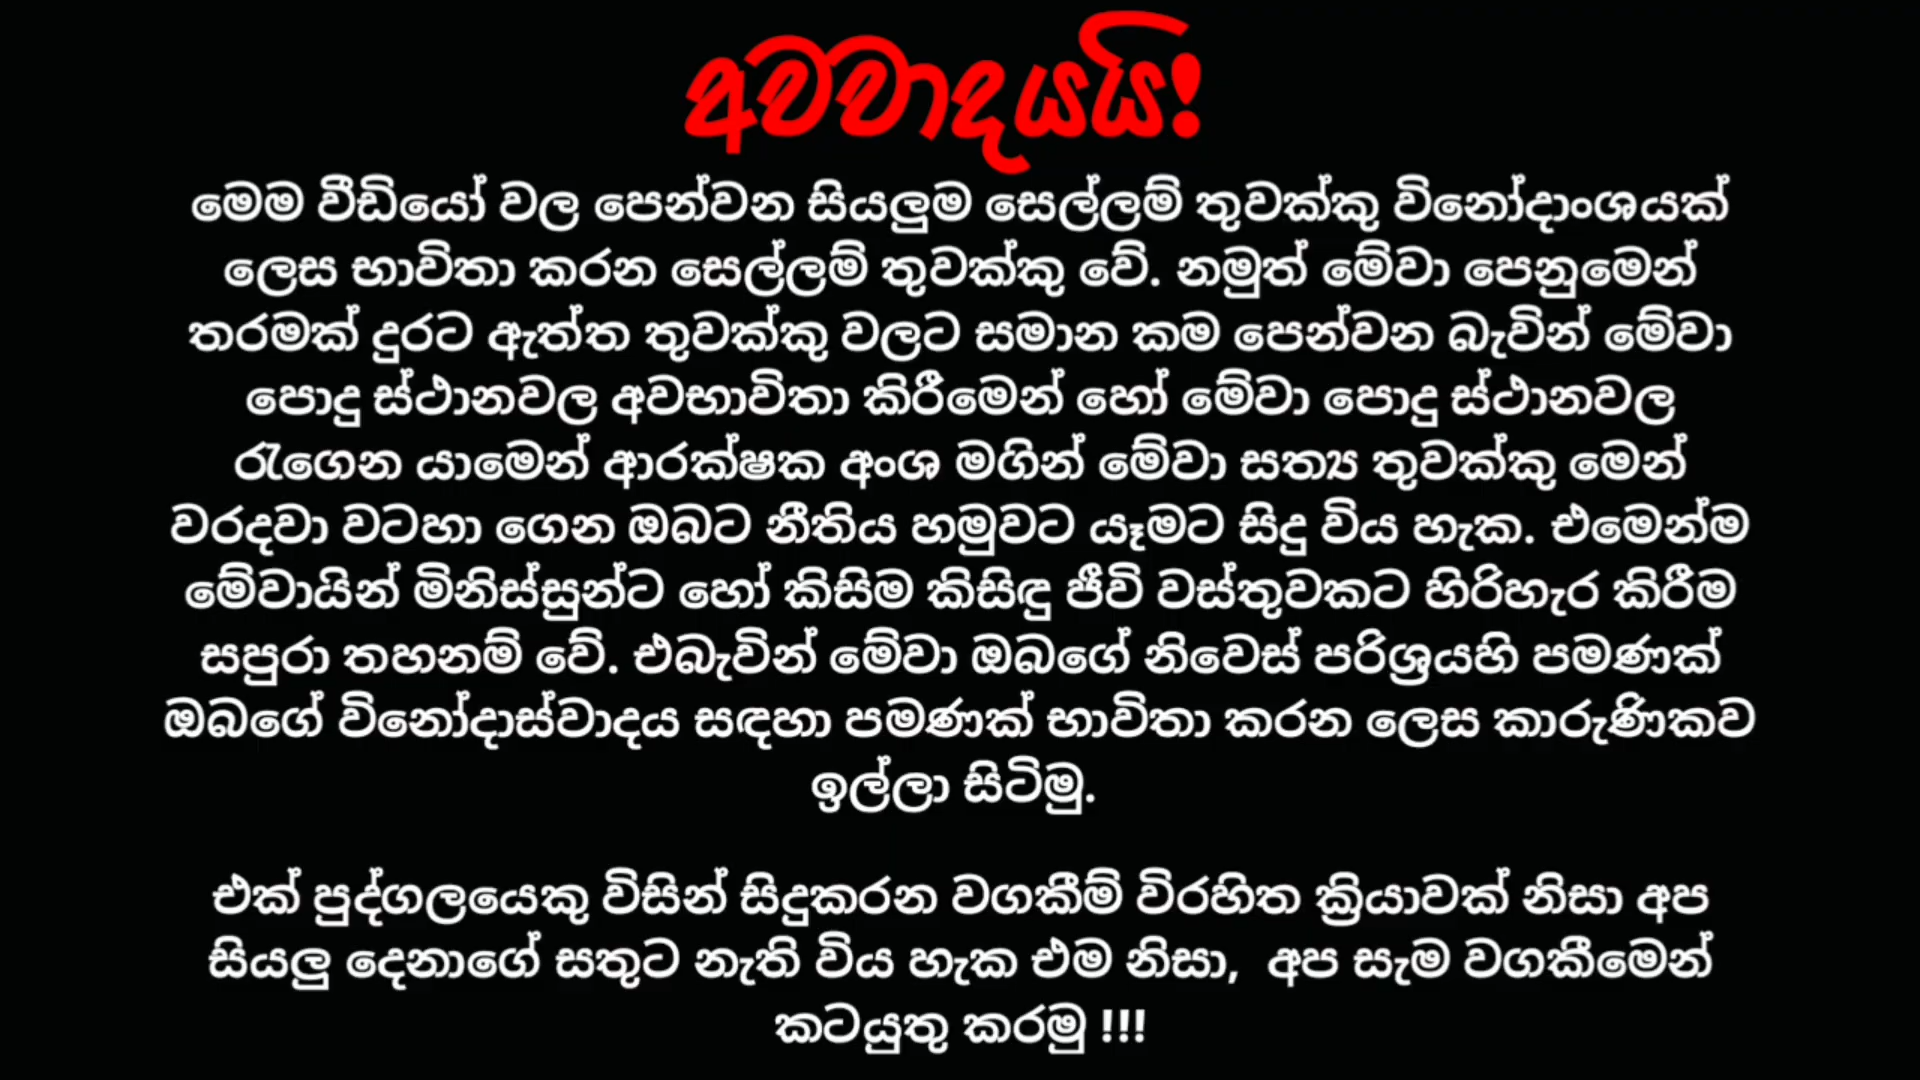 අවවාදයයි!
මෙම වීඩියෝ වල පෙන්වන සියලුම සෙල්ලම් තුවක්කු විනෝදාංශයක්
ලෙස භාවිතා කරන සෙල්ලම් තුවක්කු වේ. නමුත් මේවා පෙනුමෙන්
තරමක් දුරට ඇත්ත තුවක්කු වලට සමාන කම පෙන්වන බැවින් මේවා
පොදු ස්ථානවල අවභාවිතා කිරීමෙන් හෝ මේවා පොදු ස්ථානවල
රැගෙන යාමෙන් ආරක්ෂක අංශ මගින් මේවා සත්‍ය තුවක්කු මෙන්
වරදවා වටහා ගෙන ඔබට නීතිය හමුවට යෑමට සිදු විය හැක. එමෙන්ම
මේවායින් මිනිස්සුන්ට හෝ කිසිම කිසිඳු ජීවි වස්තුවකට හිරිහැර කිරීම
සපුරා තහනම් වේ. එබැවින් මේවා ඔබගේ නිවෙස් පරිශ්‍රයහි පමණක්
ඔබගේ විනෝදාස්වාදය සඳහා පමණක් භාවිතා කරන ලෙස කාරුණිකව
ඉල්ලා සිටිමු.
එක් පුද්ගලයෙකු විසින් සිදුකරන වගකීම් විරහිත ක්‍රියාවක් නිසා අප
සියලු දෙනාගේ සතුට නැති විය හැක එම නිසා, අප සැම වගකීමෙන්
කටයුතු කරමු !!!